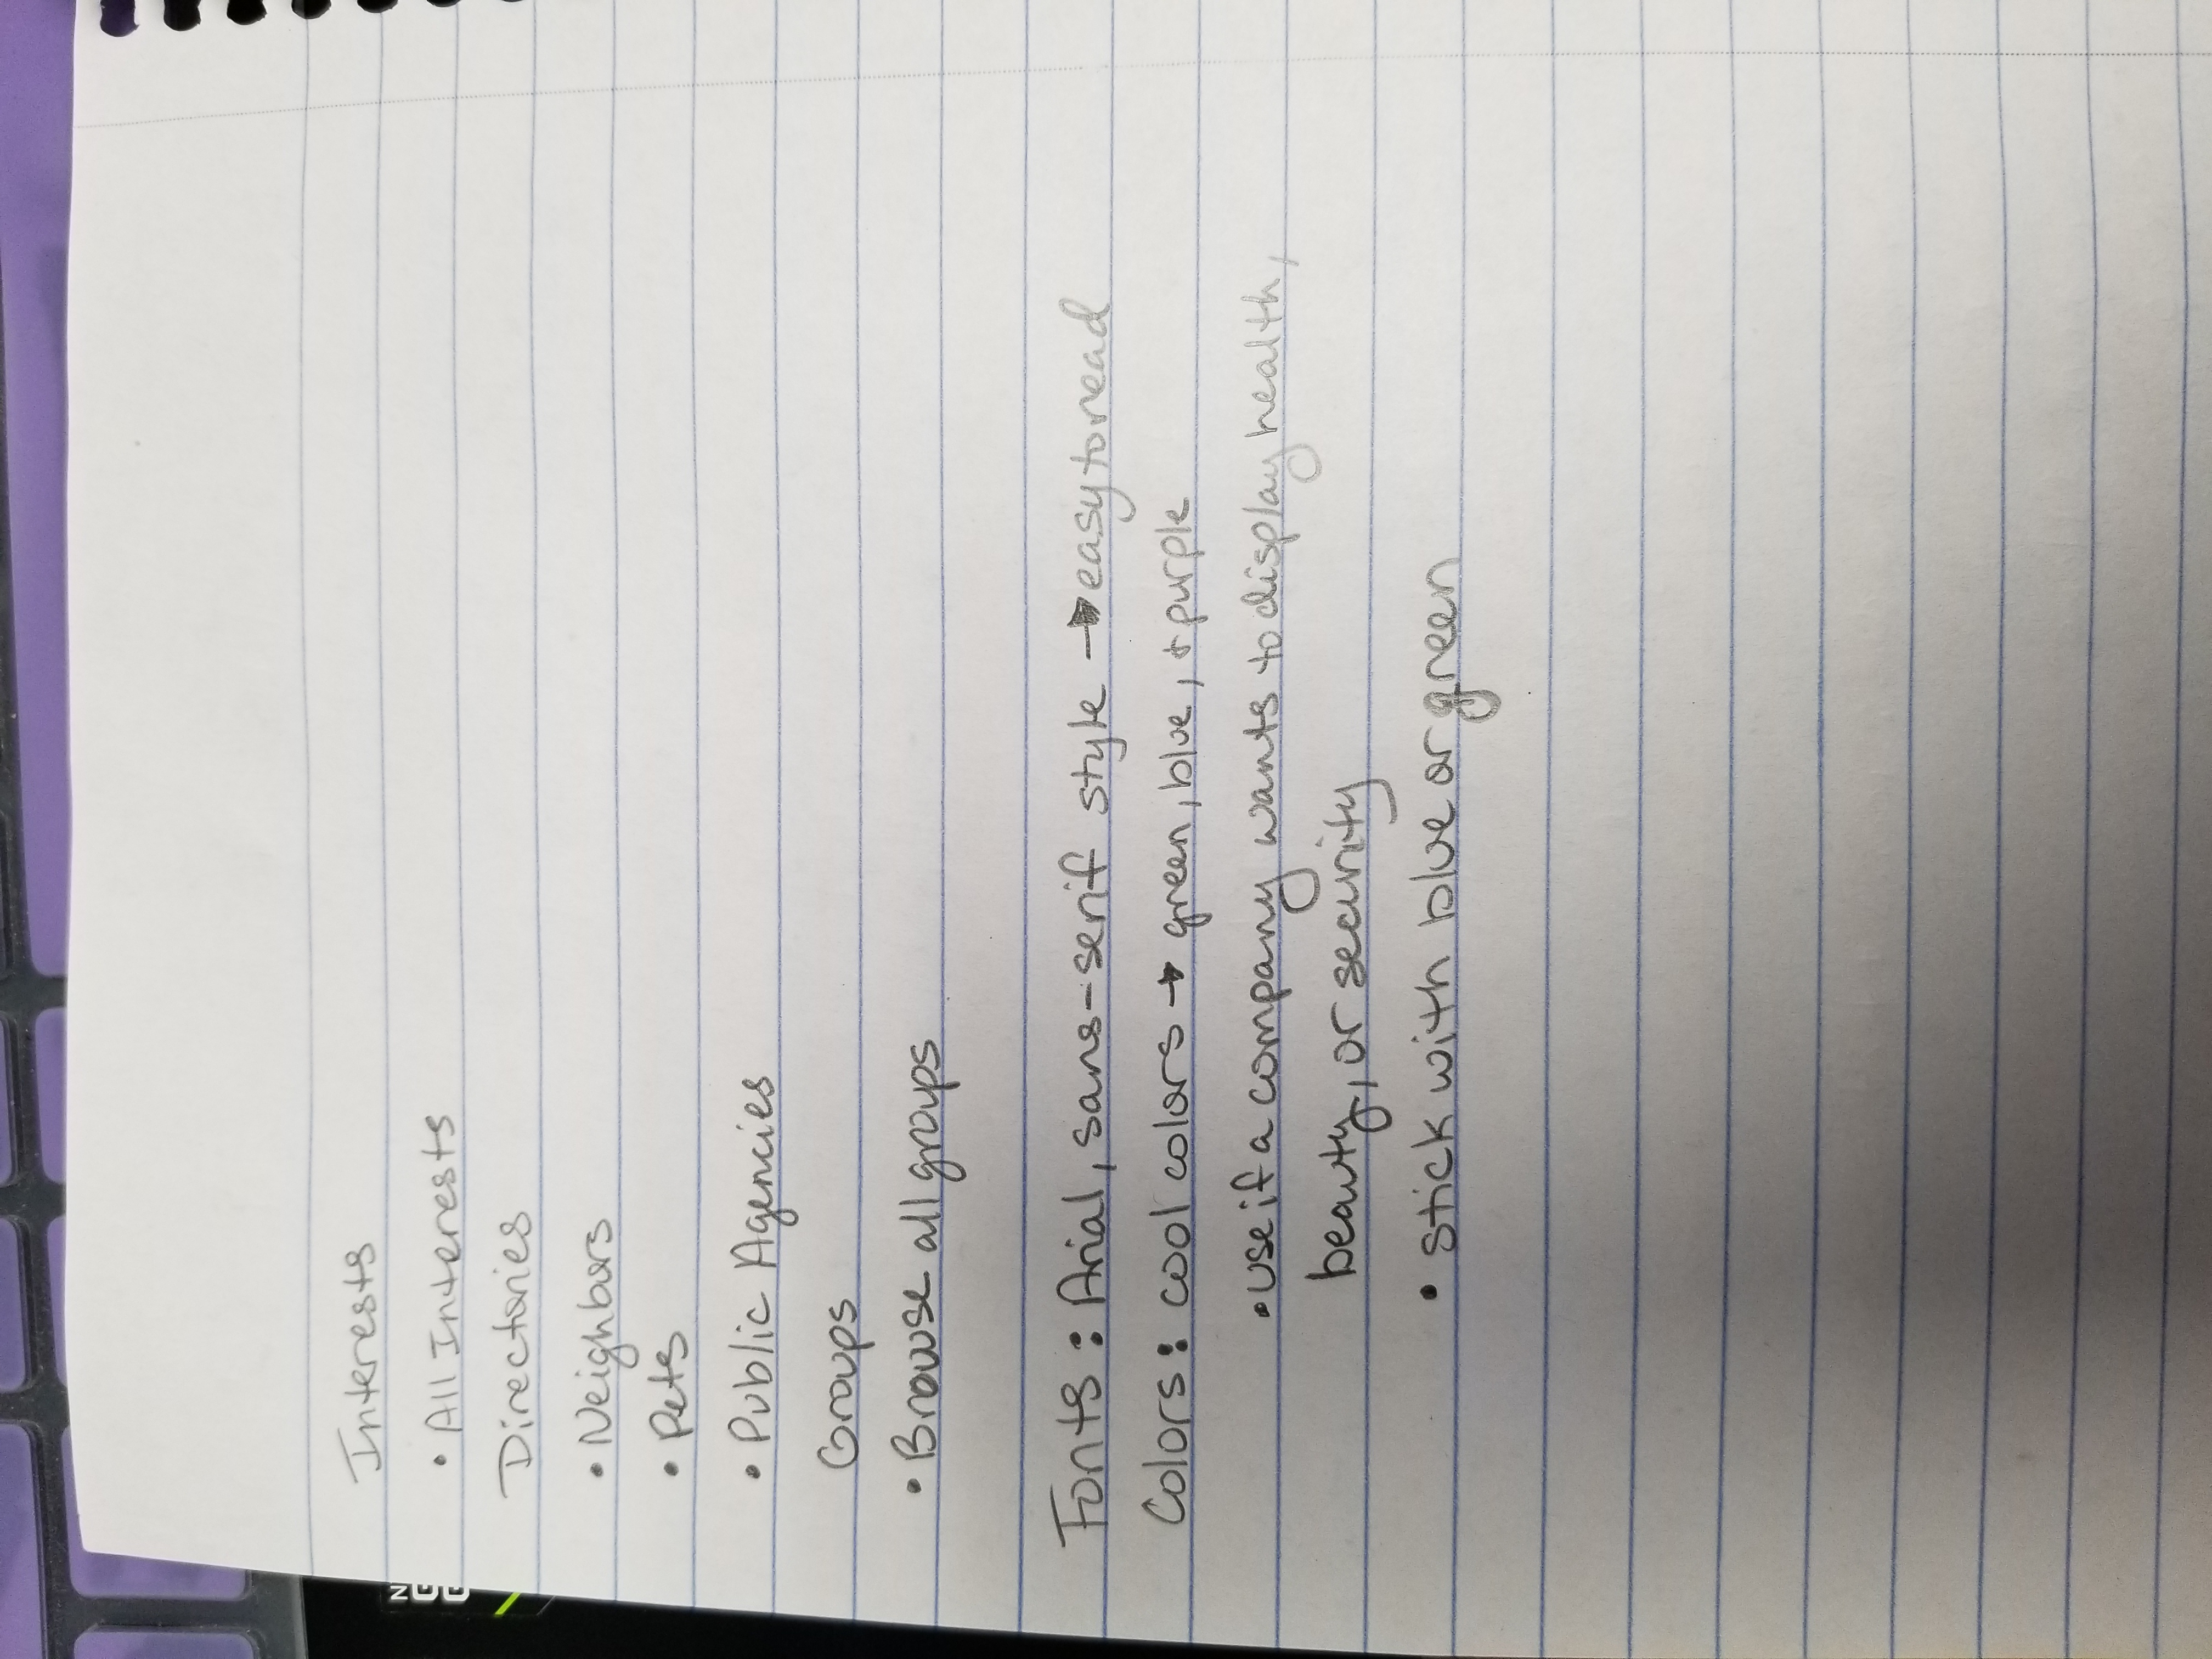 Interests
• All Interests
Directories
• Neighbors
• Pets
• Public Agencies
Groups
• Browse all groups
Fonts: Arial, sans-serif style → easy to read
Colors: cool colors → green, blue, + purple
• use if a company wants to display health,
beauty, or security
• stick with blue or green